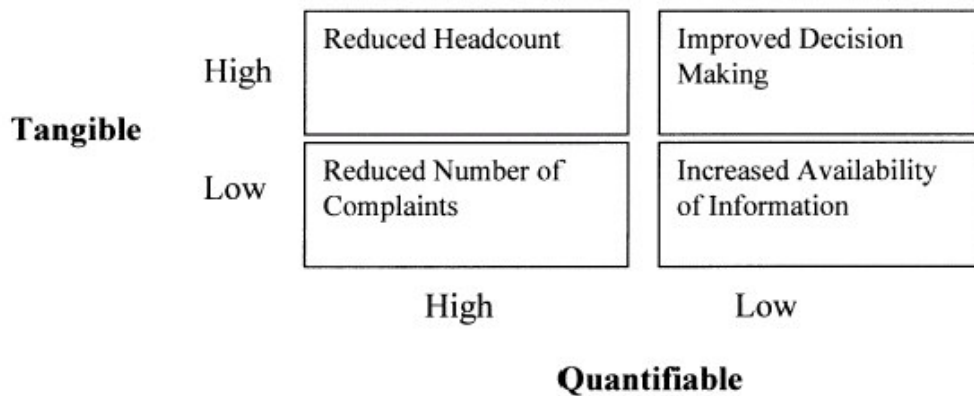 Reduced Headcount
Improved Decision
Making
High
Tangible
Low
Reduced Number of
Complaints
Increased Availability
of Information
High
Low
Quantifiable